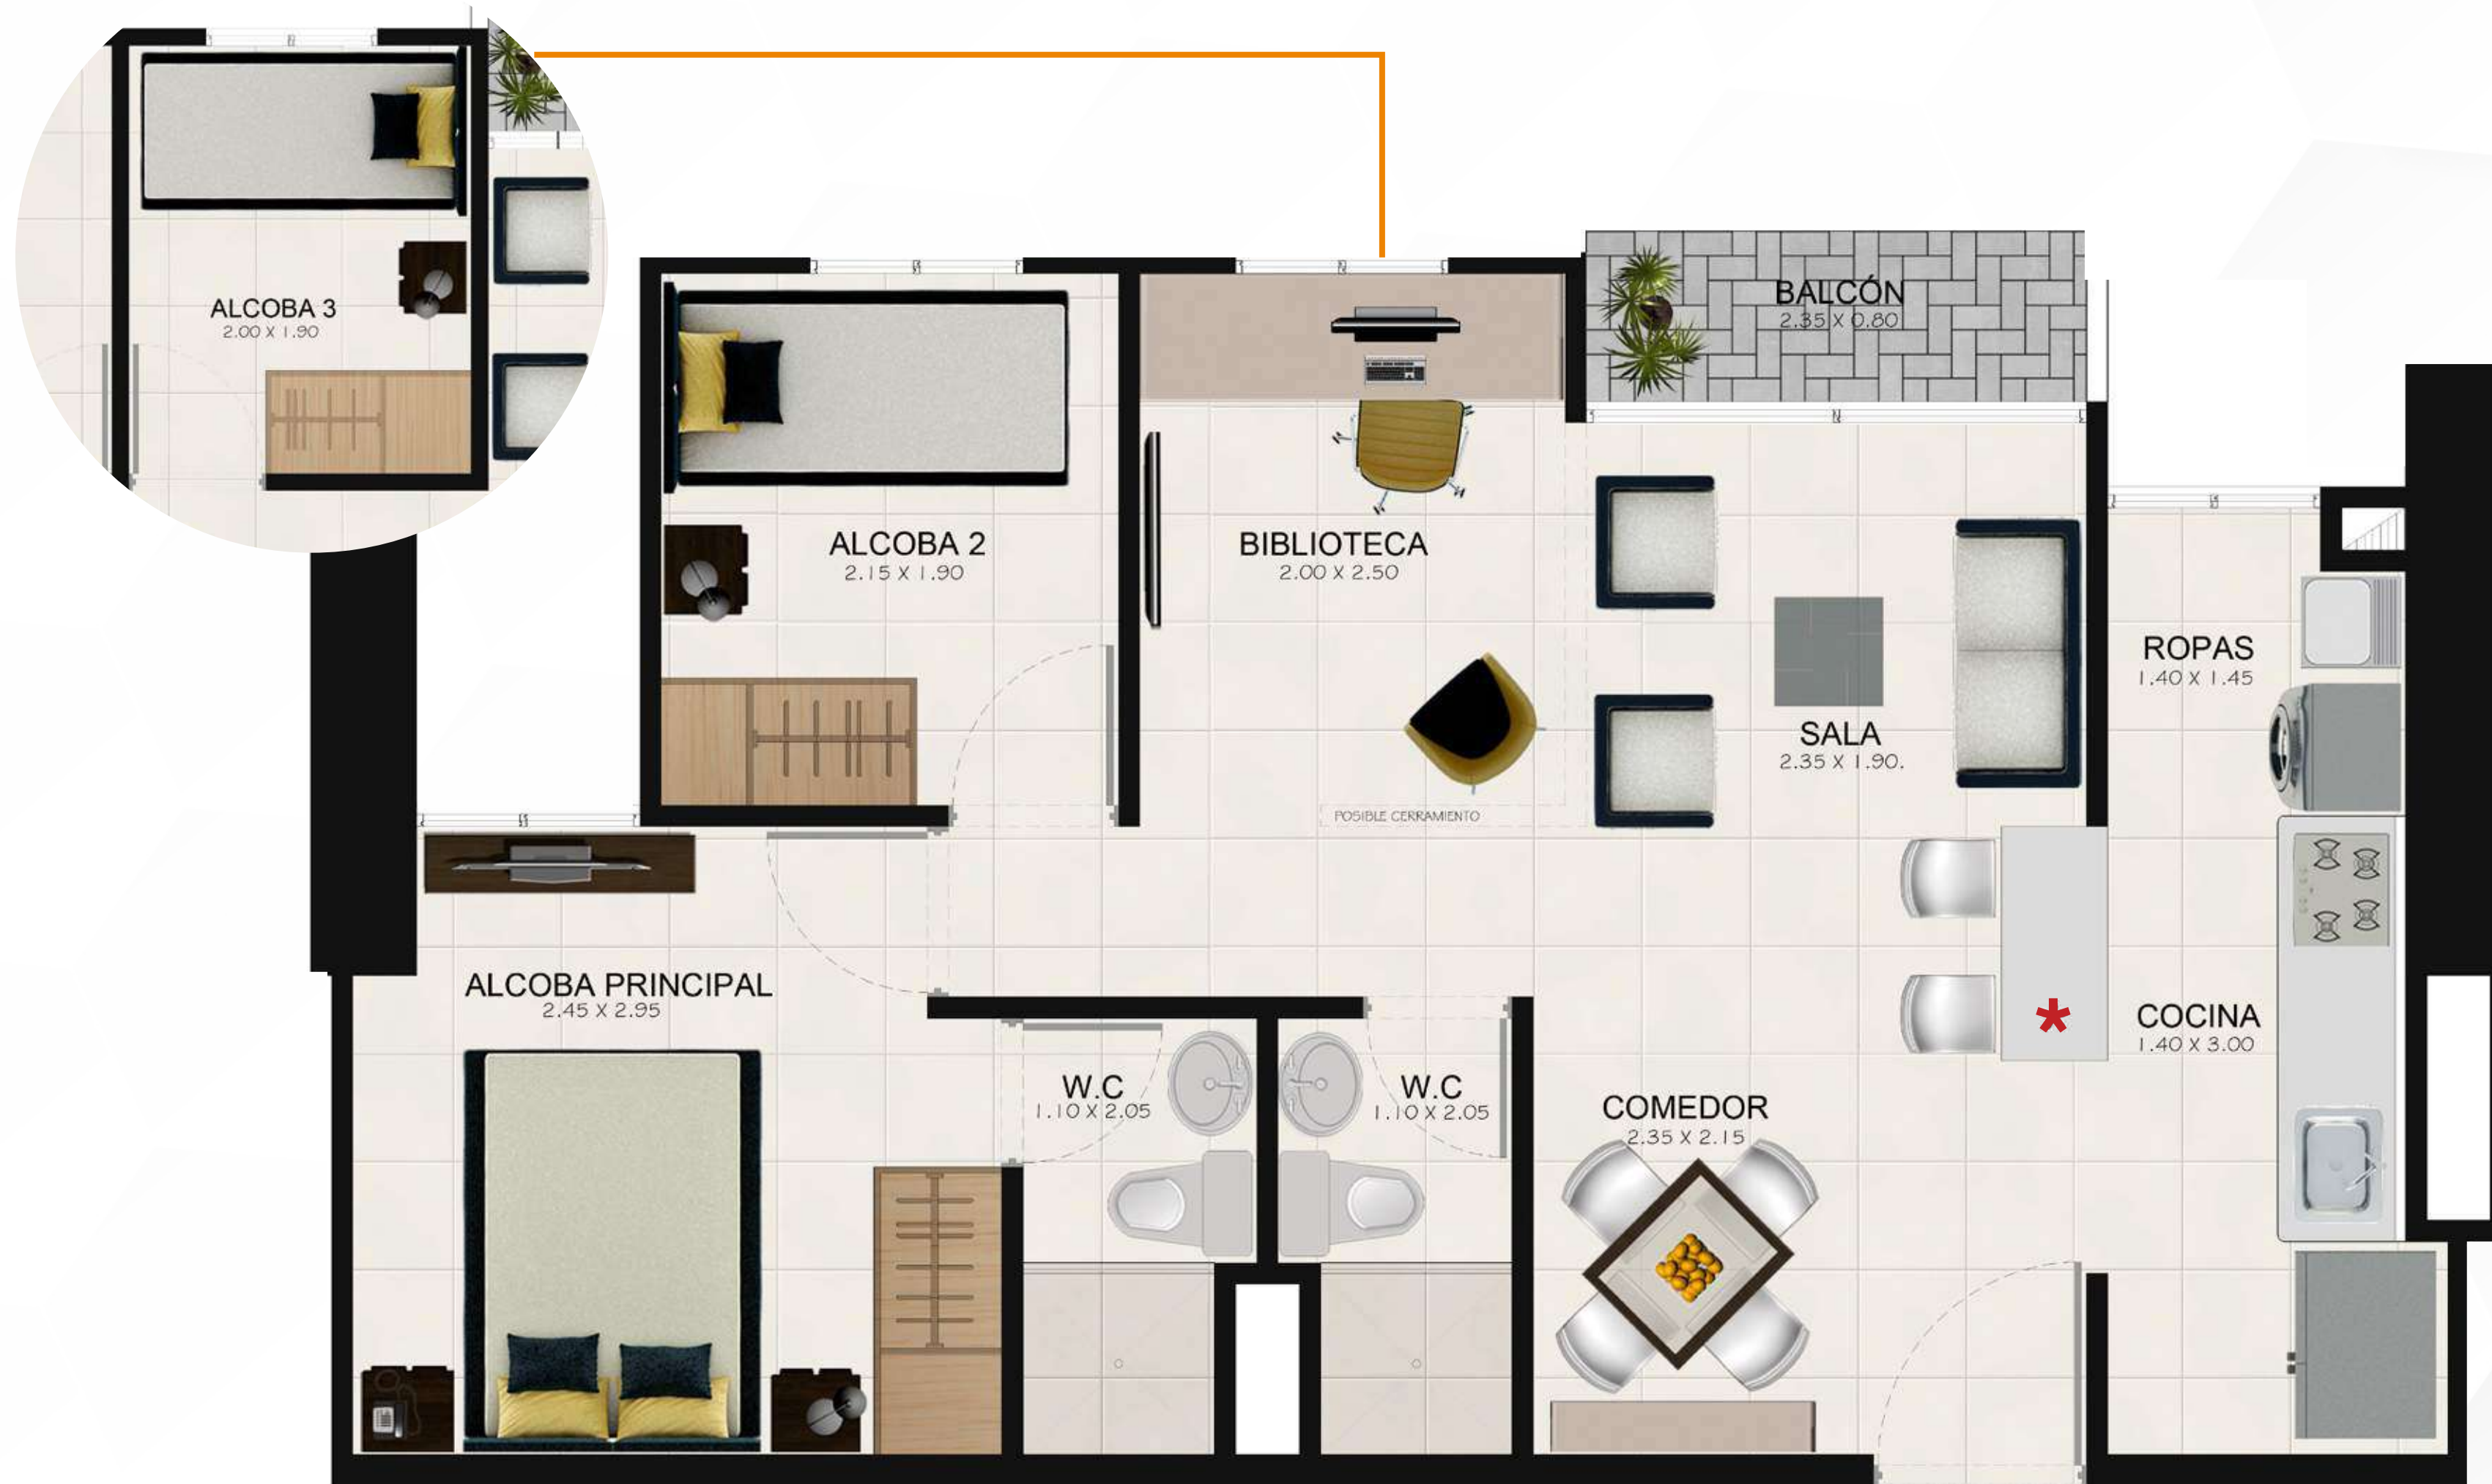 ALCOBA 3
2.00 X 1.90
BALCÓN
2.35 X 0.80
ALCOBA 2
2.15 X 1.90
BIBLIOTECA
2.00 X 2.50
ROPAS
1.40 X 1.45
SALA
2.35 X 1.90.
POSIBLE CERRAMIENTO
ALCOBA PRINCIPAL
2.45 X 2.95
*
COCINA
1.40 X 3.00
W.C
1.10 X 2.05
W.C
1.10 X 2.05
COMEDOR
2.35 X 2.15